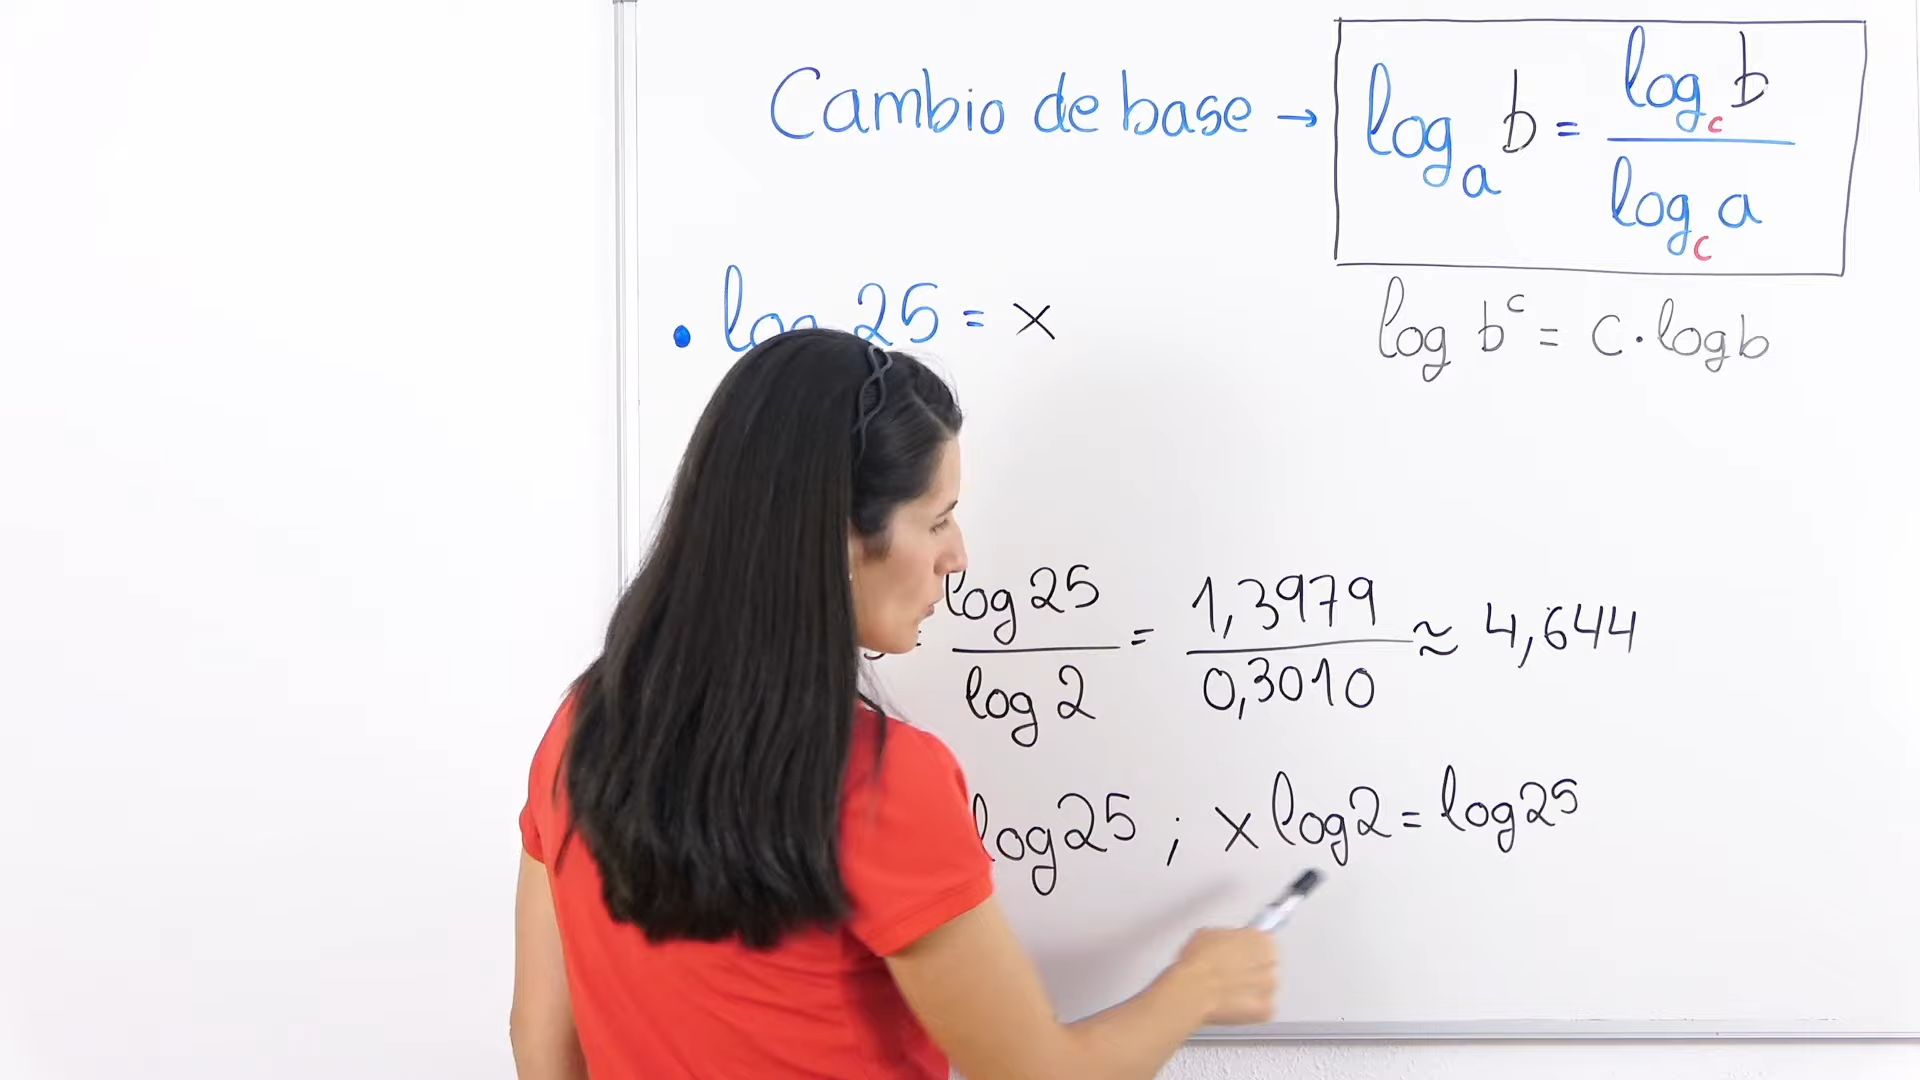 Cambio de base → log_a b = log_c b / log_c a
log b^c = c · log b
• log 25 = x
= log 25 / log 2 = 1,3979 / 0,3010 ≈ 4,644
log 25 ; x log 2 = log 25